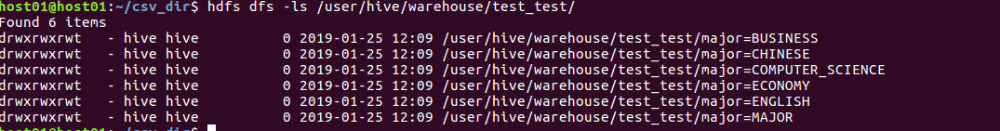 host01@host01:~/csv_dir$ hdfs dfs -ls /user/hive/warehouse/test_test/
Found 6 items
drwxrwxrwt   - hive hive          0 2019-01-25 12:09 /user/hive/warehouse/test_test/major=BUSINESS
drwxrwxrwt   - hive hive          0 2019-01-25 12:09 /user/hive/warehouse/test_test/major=CHINESE
drwxrwxrwt   - hive hive          0 2019-01-25 12:09 /user/hive/warehouse/test_test/major=COMPUTER_SCIENCE
drwxrwxrwt   - hive hive          0 2019-01-25 12:09 /user/hive/warehouse/test_test/major=ECONOMY
drwxrwxrwt   - hive hive          0 2019-01-25 12:09 /user/hive/warehouse/test_test/major=ENGLISH
drwxrwxrwt   - hive hive          0 2019-01-25 12:09 /user/hive/warehouse/test_test/major=MAJOR
host01@host01:~/csv_dir$